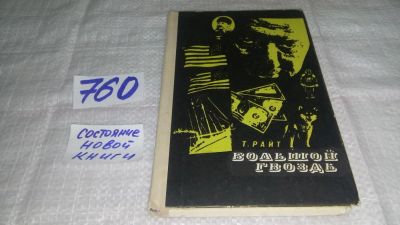 760
СОСТОЯНИЕ
НОВОЙ
КНИГИ
Т. РАЙТ
БОЛЬШОЙ
ГВОЗДЬ